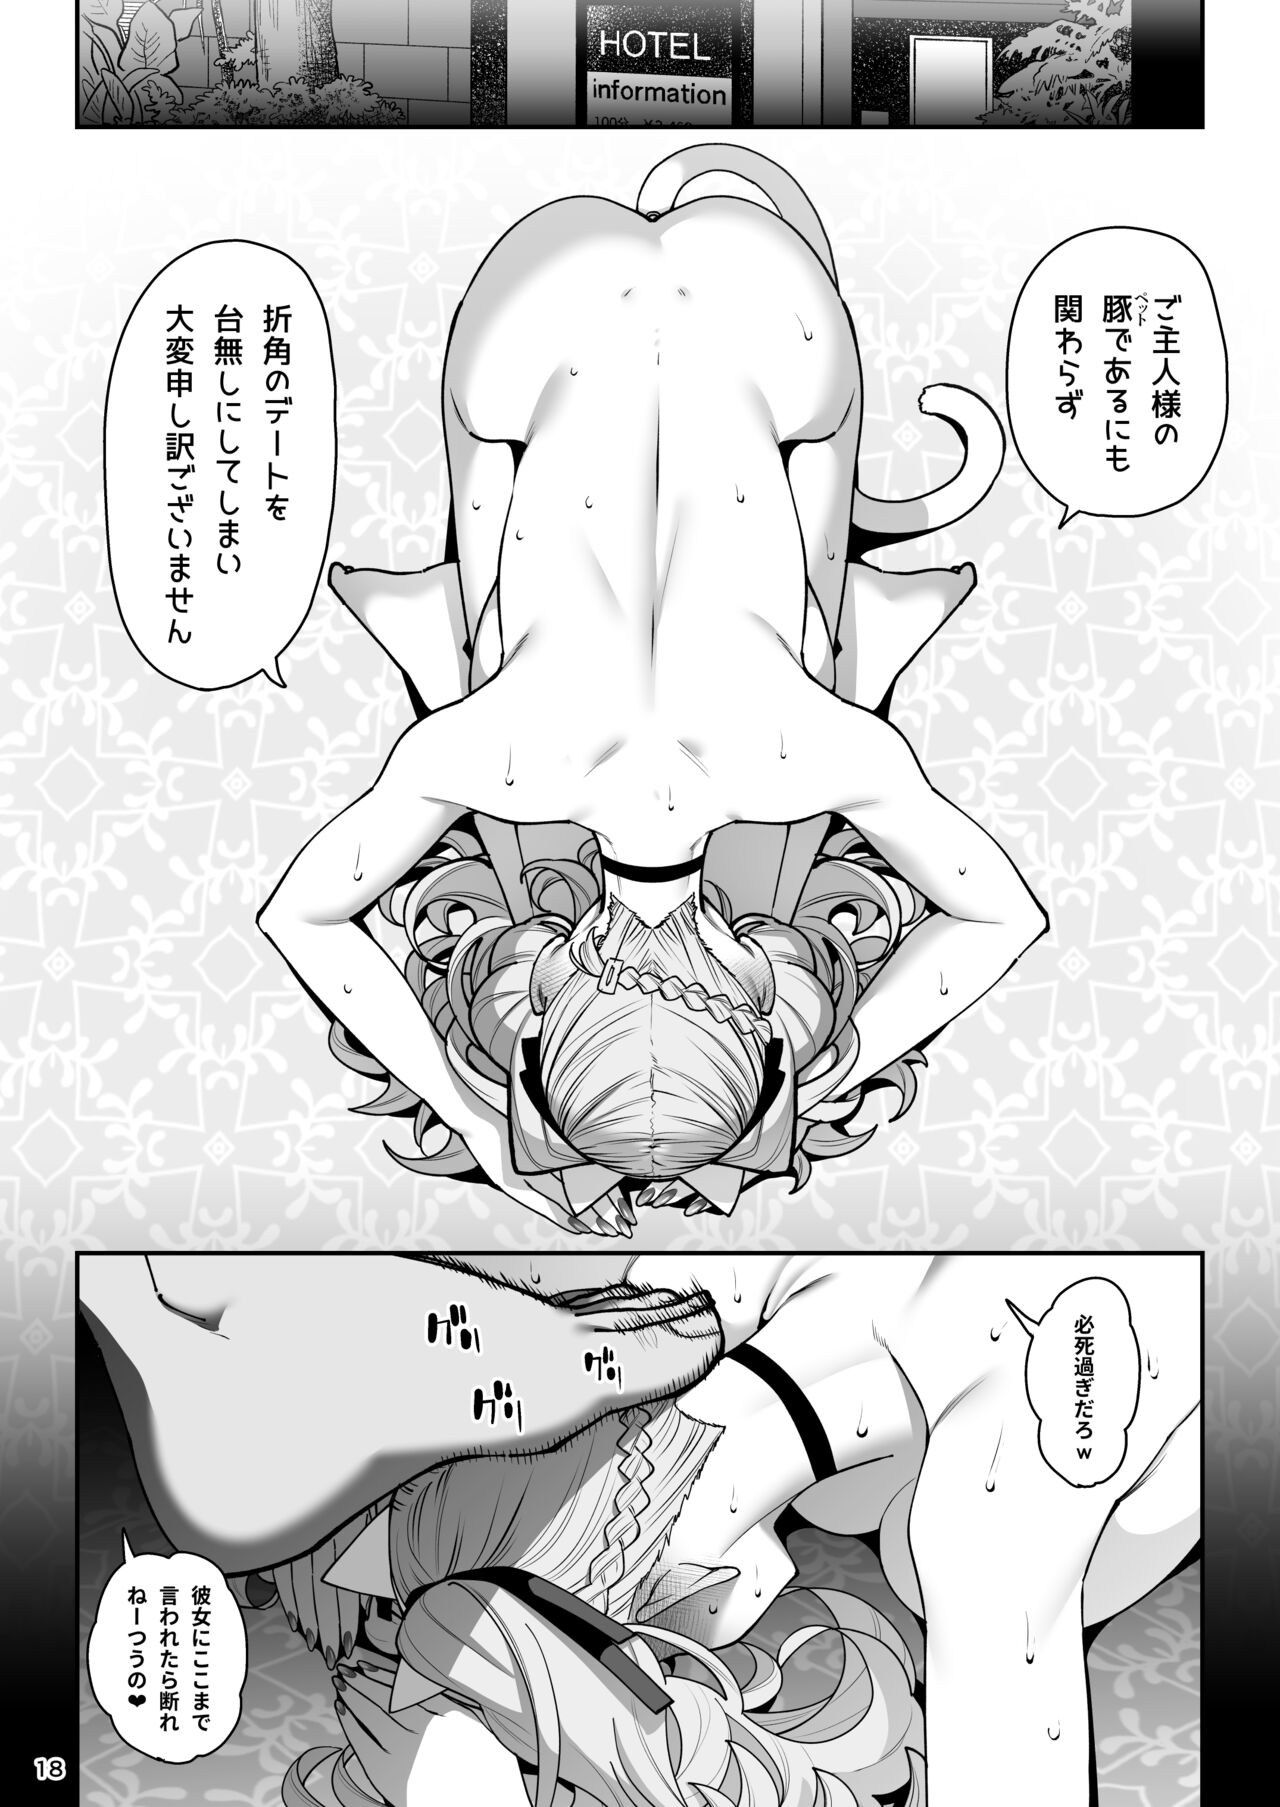 HOTEL
information
ご主人様の
豚であるにも
ペット
関わらず
折角のデートを
台無しにしてしまい
大変申し訳ございません
必死過ぎだろw
グリ
グリ
グリ
彼女にここまで
言われたら断れ
ねーつうの♥
18